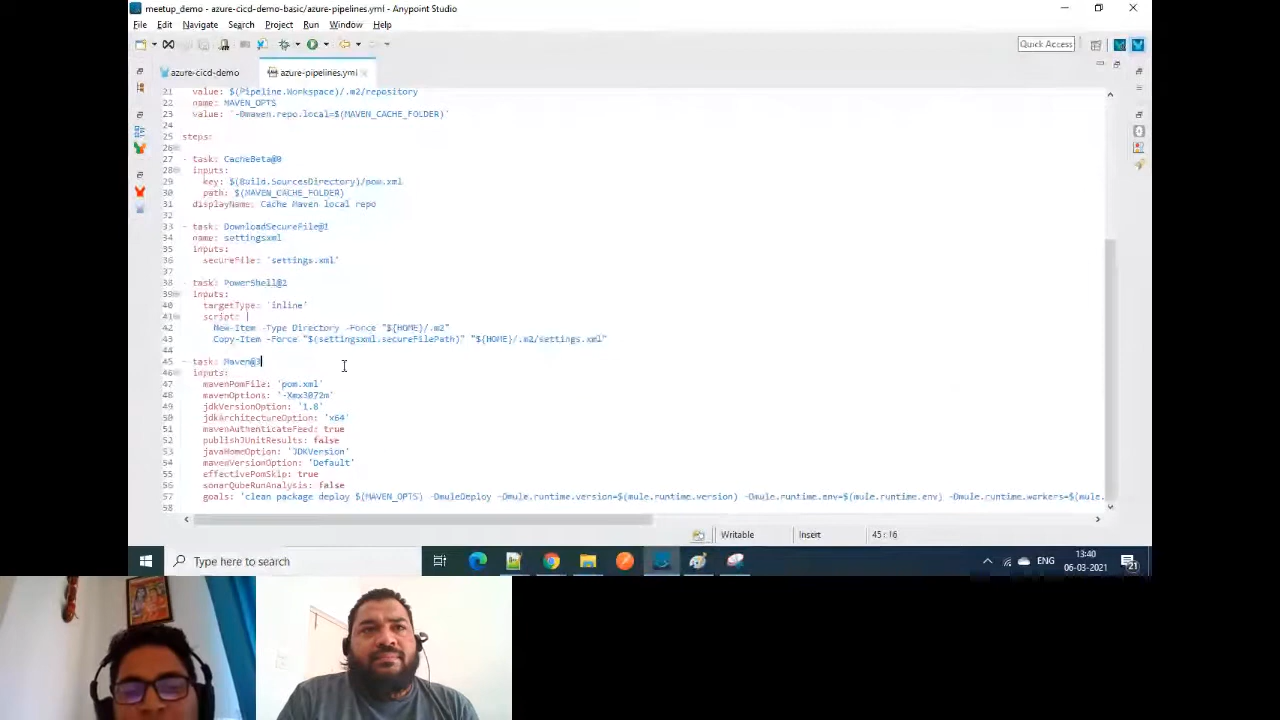 meetup_demo - azure-cicd-demo-basic/azure-pipelines.yml - Anypoint Studio
File Edit Navigate Search Project Run Window Help
Quick Access
azure-cicd-demo azure-pipelines.yml
21 value: $(Pipeline.Workspace)/.m2/repository
22 name: MAVEN_OPTS
23 value: '-Dmaven.repo.local=$(MAVEN_CACHE_FOLDER)'
24
25 steps:
26
27 - task: CacheBeta@0
28 inputs:
29 key: $(Build.SourcesDirectory)/pom.xml
30 path: $(MAVEN_CACHE_FOLDER)
31 displayName: Cache Maven local repo
32
33 - task: DownloadSecureFile@1
34 name: settingsxml
35 inputs:
36 secureFile: 'settings.xml'
37
38 - task: PowerShell@2
39 inputs:
40 targetType: 'inline'
41 script: |
42 New-Item -Type Directory -Force "${HOME}/.m2"
43 Copy-Item -Force "$(settingsxml.secureFilePath)" "${HOME}/.m2/settings.xml"
44
45 - task: Maven@3
46 inputs:
47 mavenPomFile: 'pom.xml'
48 mavenOptions: '-Xmx3072m'
49 jdkVersionOption: '1.8'
50 jdkArchitectureOption: 'x64'
51 mavenAuthenticateFeed: true
52 publishJUnitResults: false
53 javaHomeOption: 'JDKVersion'
54 mavenVersionOption: 'Default'
55 effectivePomSkip: true
56 sonarQubeRunAnalysis: false
57 goals: 'clean package deploy $(MAVEN_OPTS) -DmuleDeploy -Dmule.runtime.version=$(mule.runtime.version) -Dmule.runtime.env=$(mule.runtime.env) -Dmule.runtime.workers=$(mule.
58
Writable Insert 45 : 16
Type here to search
ENG
13:40
06-03-2021
21